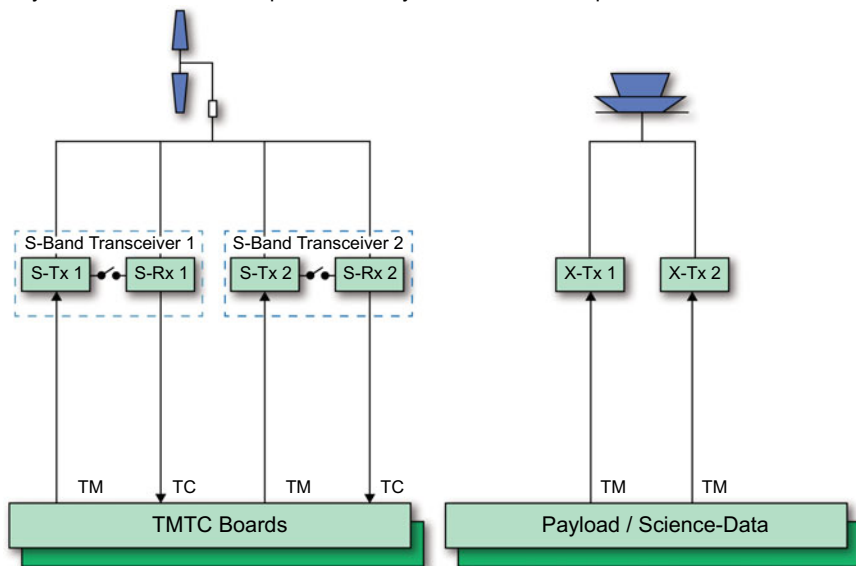 S-Band Transceiver 1 S-Band Transceiver 2
S-Tx 1 S-Rx 1 S-Tx 2 S-Rx 2 X-Tx 1 X-Tx 2
TM TC TM TC TM TM
TMTC Boards Payload / Science-Data